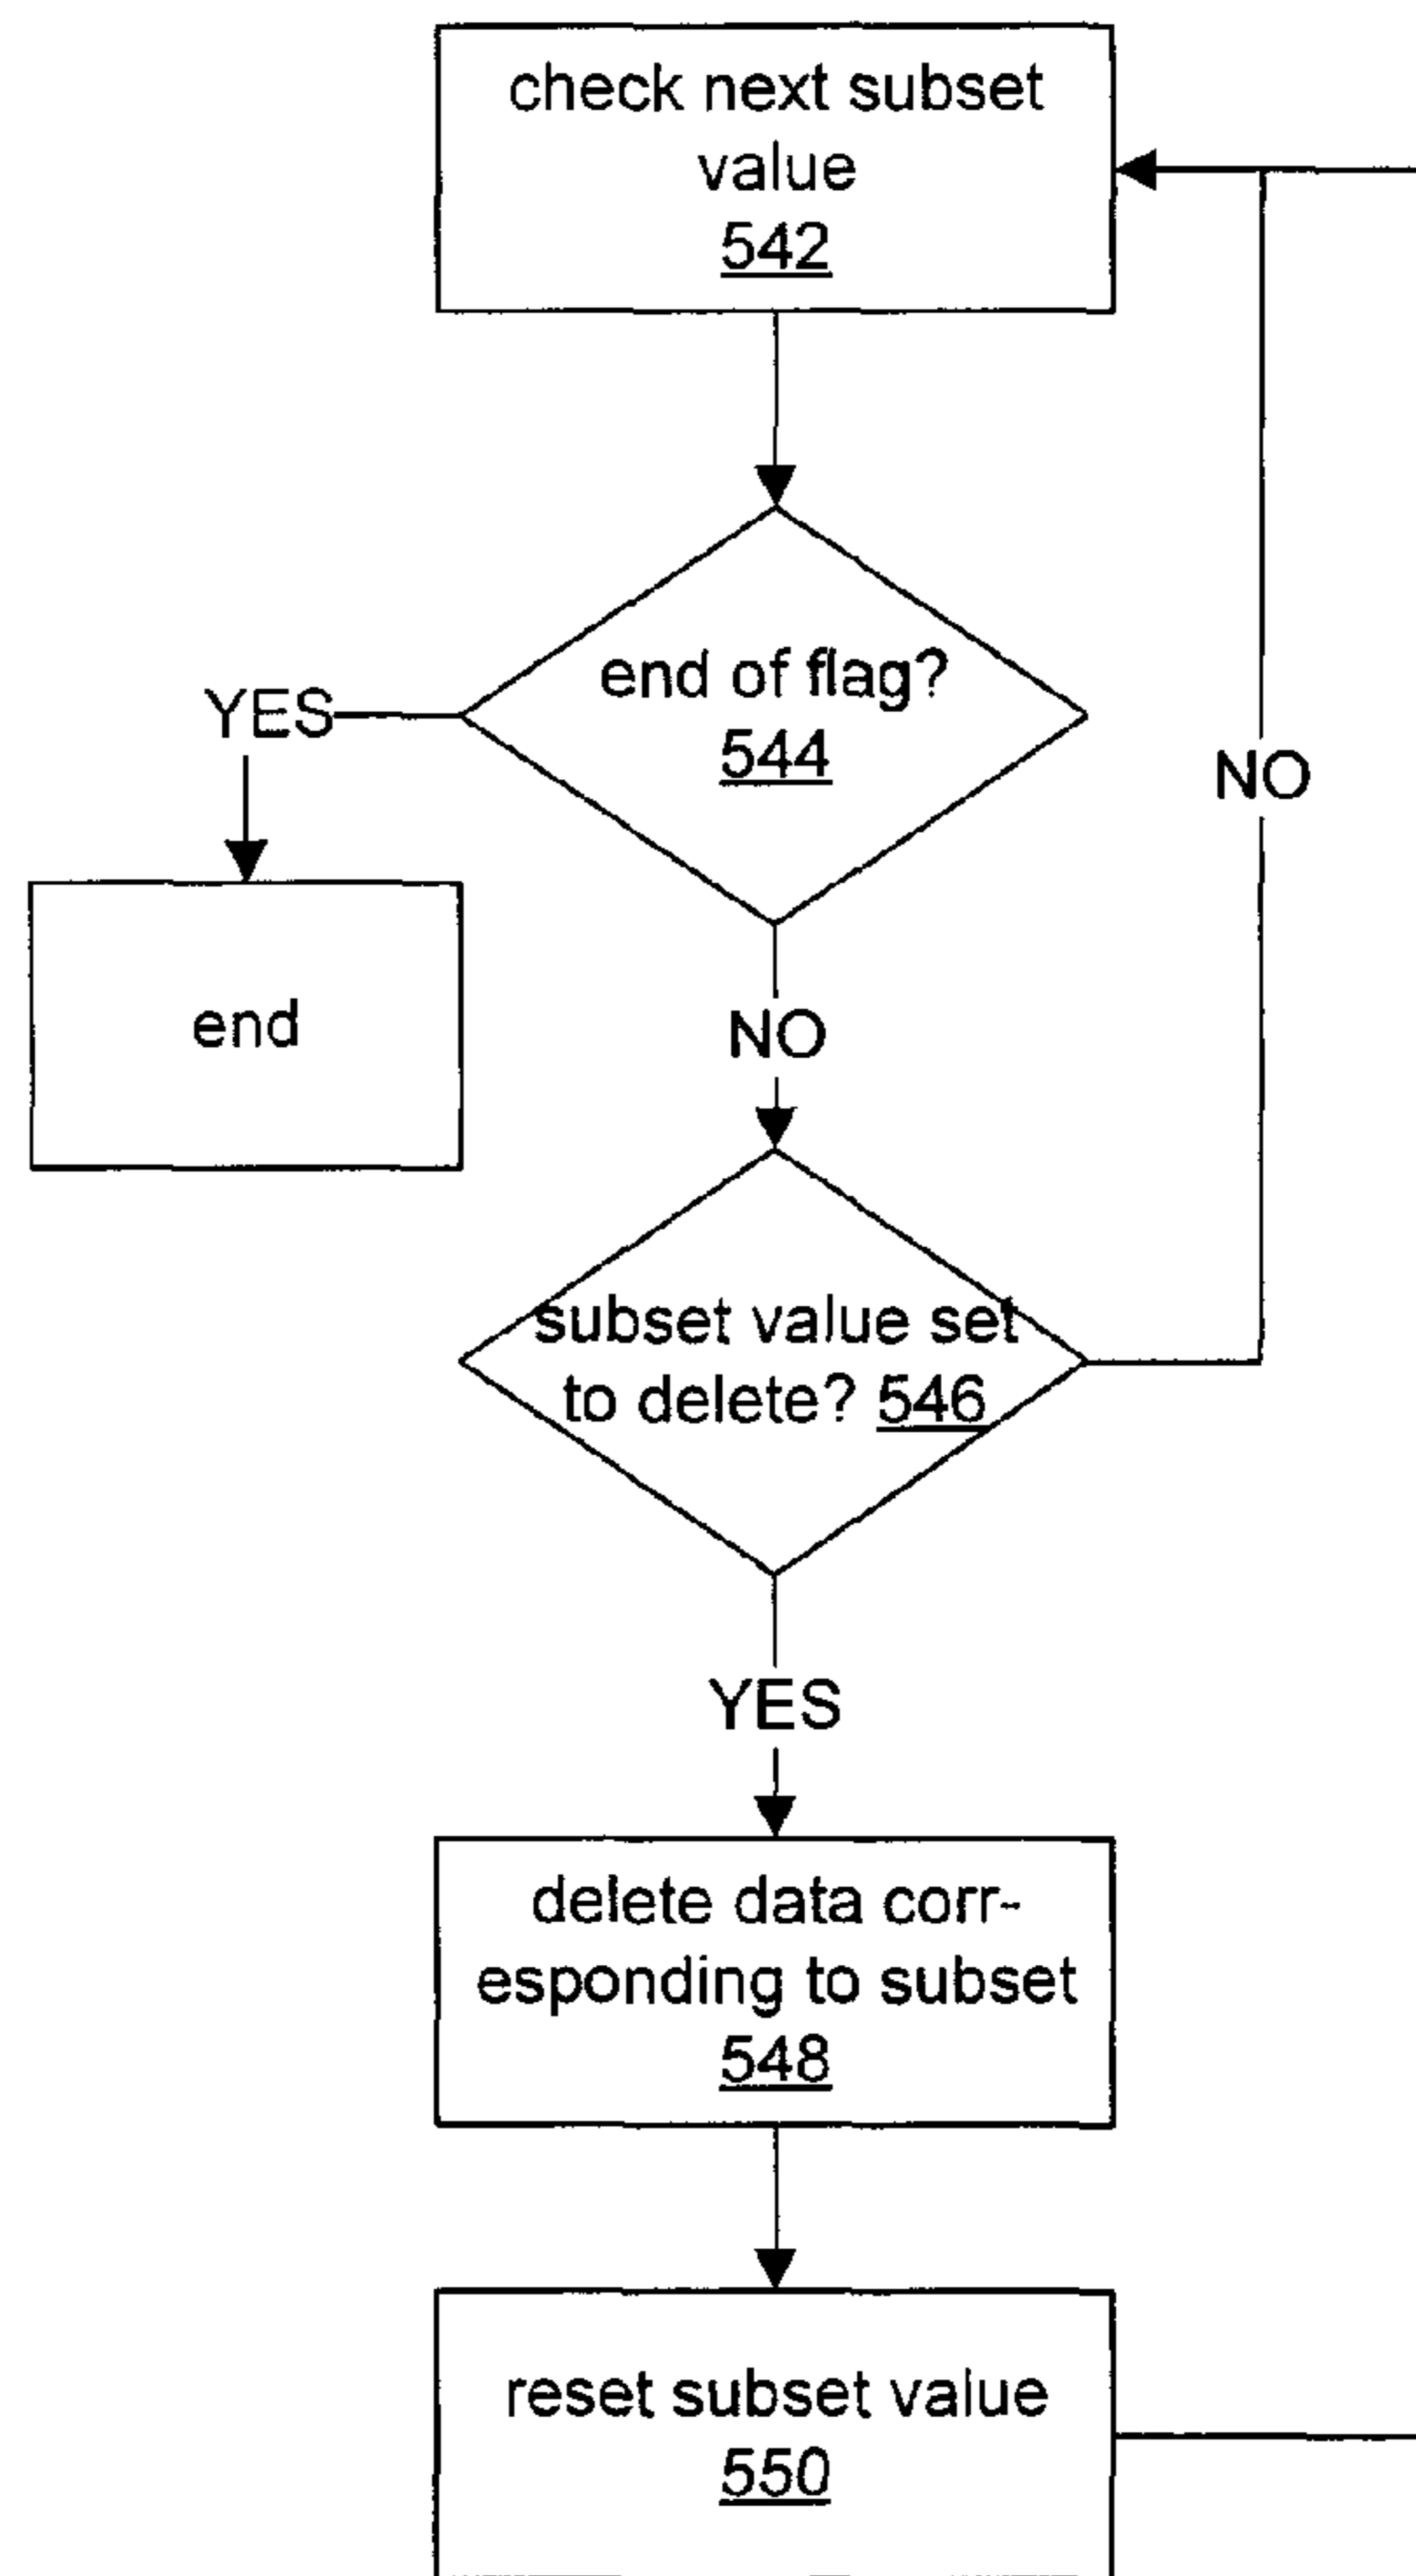 check next subset
value
542
end of flag?
544
YES
NO
end
NO
subset value set
to delete? 546
YES
delete data corr-
esponding to subset
548
reset subset value
550